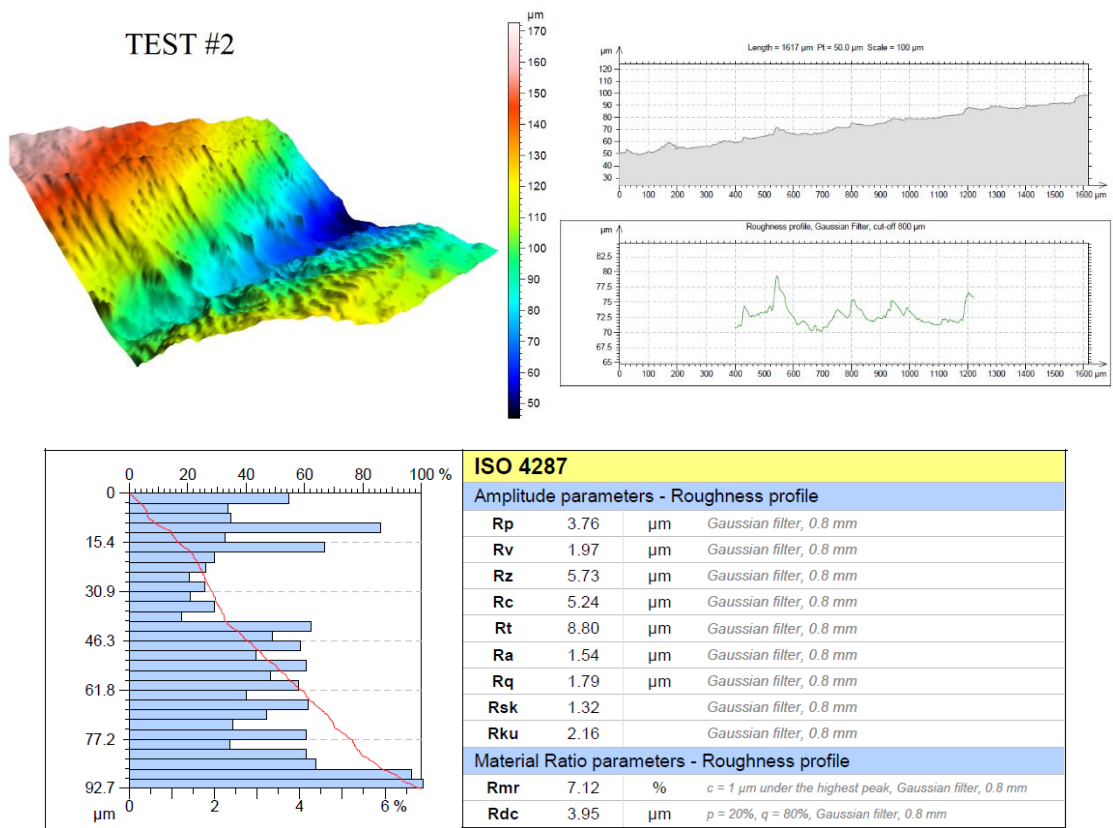 TEST #2
µm
170
160
150
140
130
120
110
100
90
80
70
60
50
Length = 1617 µm Pt = 50.0 µm Scale = 100 µm
µm
120
110
100
90
80
70
60
50
40
30
0 100 200 300 400 500 600 700 800 900 1000 1100 1200 1300 1400 1500 1600 µm
Roughness profile, Gaussian Filter, cut-off 800 µm
µm
82.5
80
77.5
75
72.5
70
67.5
65
0 100 200 300 400 500 600 700 800 900 1000 1100 1200 1300 1400 1500 1600 µm
0 20 40 60 80 100 %
0
15.4
30.9
46.3
61.8
77.2
92.7
µm
0 2 4 6 %
ISO 4287
Amplitude parameters - Roughness profile
Rp 3.76 µm Gaussian filter, 0.8 mm
Rv 1.97 µm Gaussian filter, 0.8 mm
Rz 5.73 µm Gaussian filter, 0.8 mm
Rc 5.24 µm Gaussian filter, 0.8 mm
Rt 8.80 µm Gaussian filter, 0.8 mm
Ra 1.54 µm Gaussian filter, 0.8 mm
Rq 1.79 µm Gaussian filter, 0.8 mm
Rsk 1.32 Gaussian filter, 0.8 mm
Rku 2.16 Gaussian filter, 0.8 mm
Material Ratio parameters - Roughness profile
Rmr 7.12 % c = 1 µm under the highest peak, Gaussian filter, 0.8 mm
Rdc 3.95 µm p = 20%, q = 80%, Gaussian filter, 0.8 mm